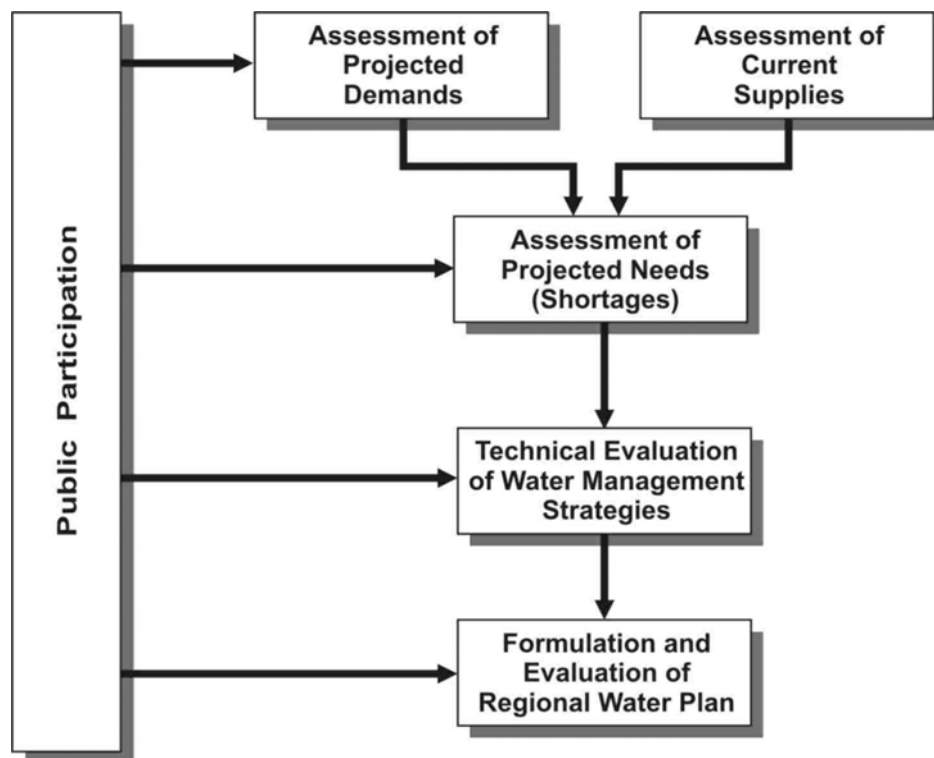 Public Participation
Assessment of
Projected
Demands
Assessment of
Current
Supplies
Assessment of
Projected Needs
(Shortages)
Technical Evaluation
of Water Management
Strategies
Formulation and
Evaluation of
Regional Water Plan